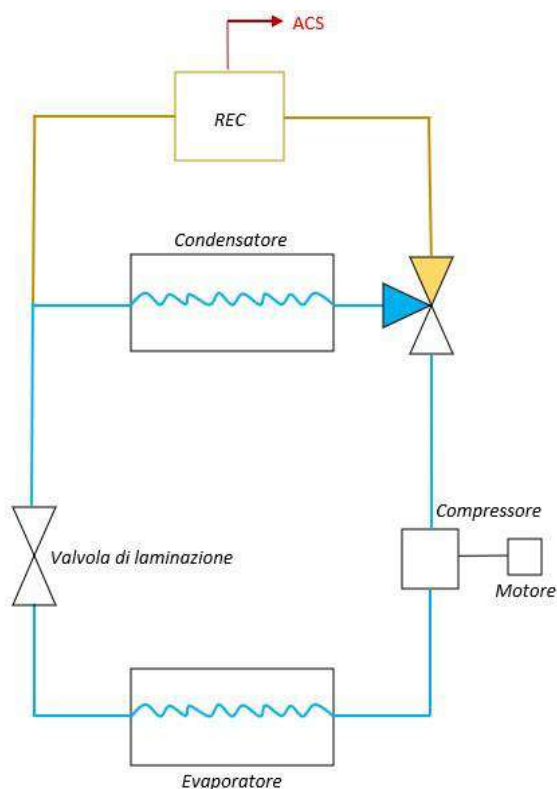 ACS
REC
Condensatore
Compressore
Valvola di laminazione
Motore
Evaporatore